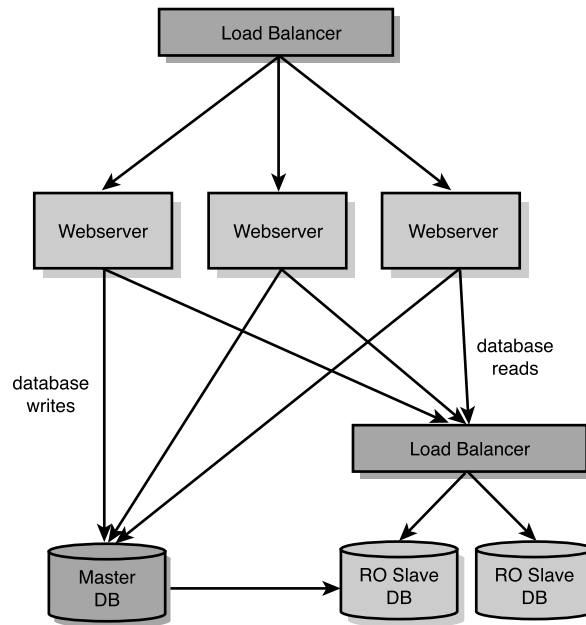 Load Balancer
Webserver
Webserver
Webserver
database
writes
database
reads
Load Balancer
Master
DB
RO Slave
DB
RO Slave
DB